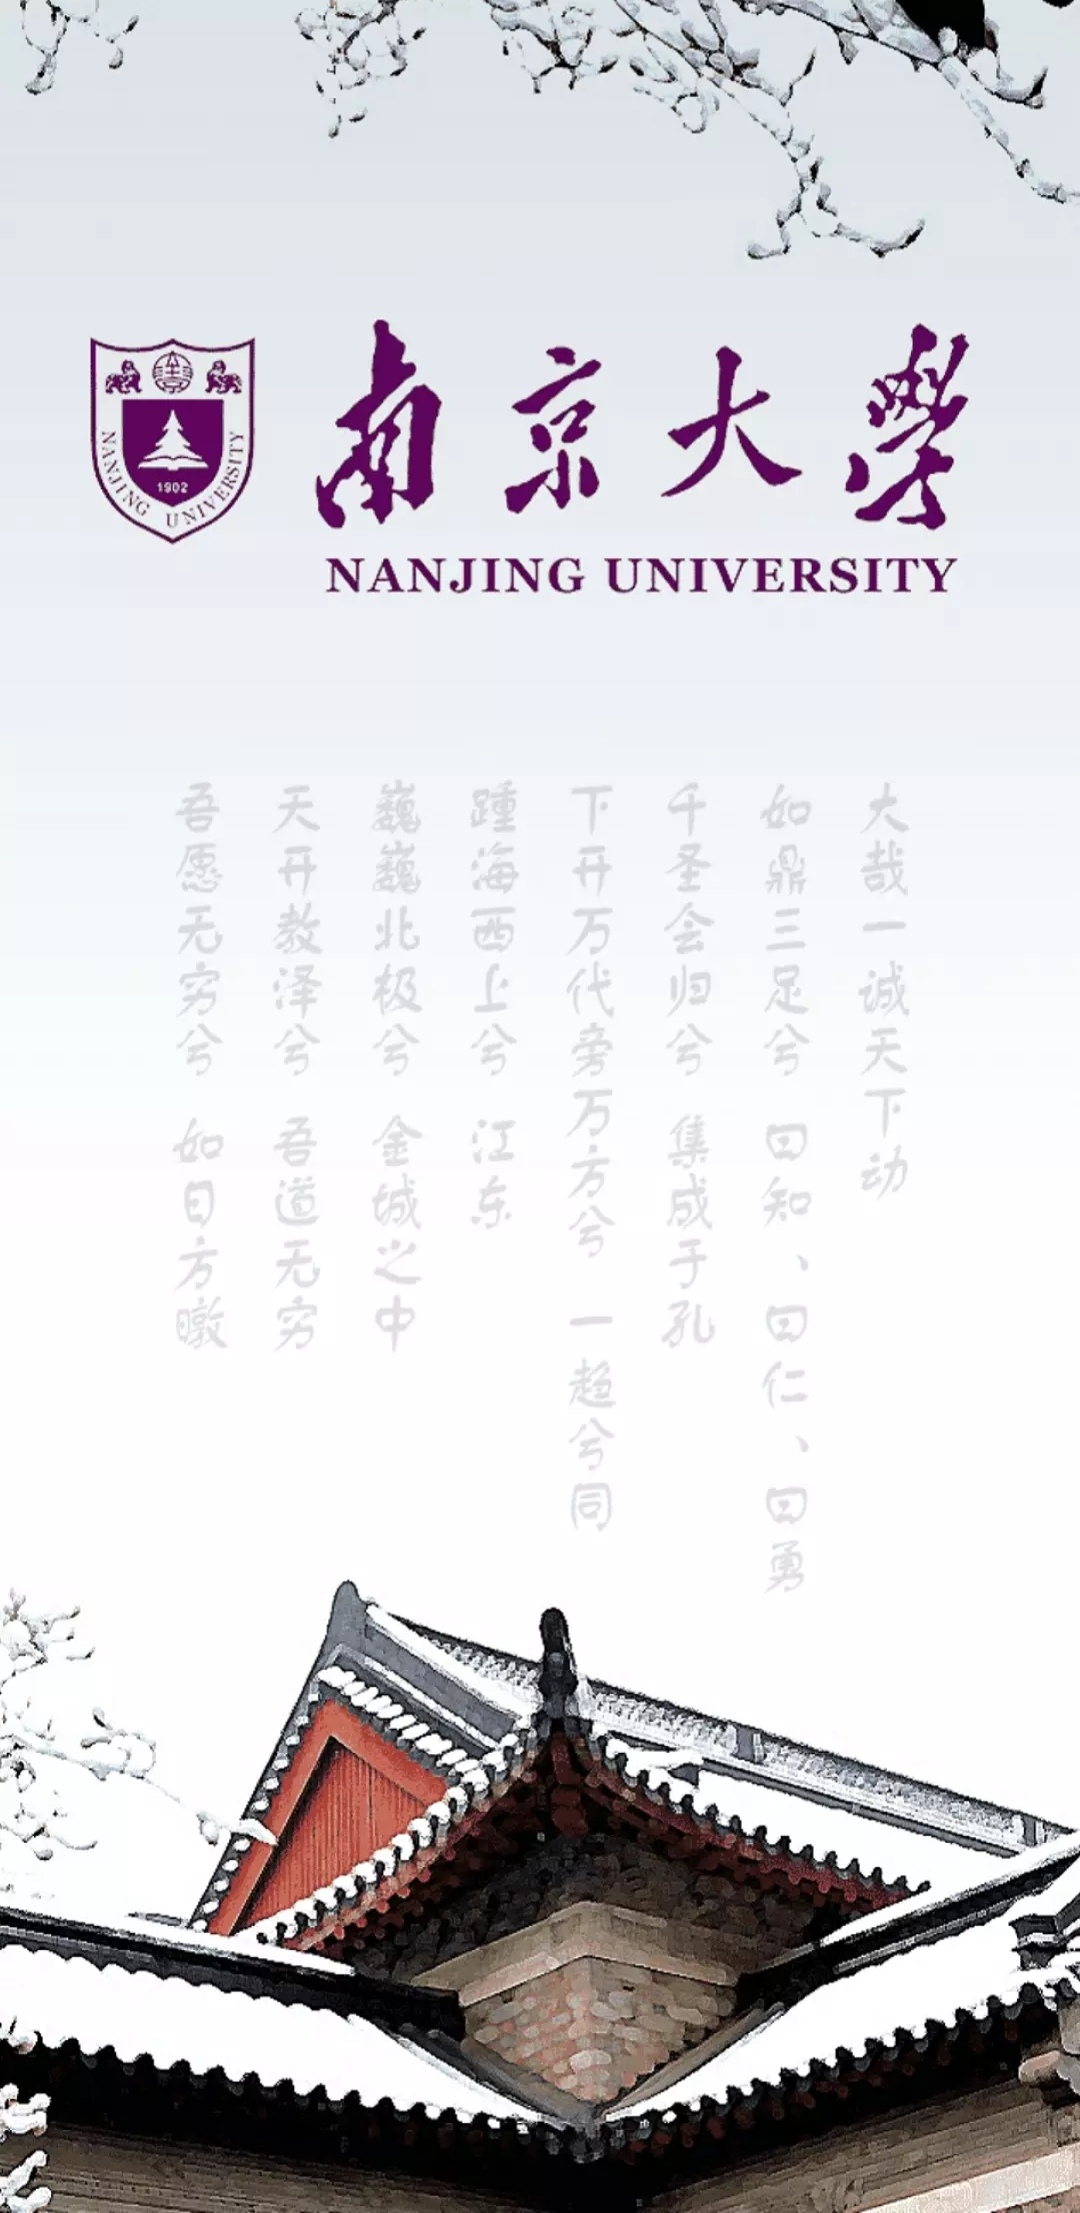 南京大學
NANJING UNIVERSITY
1902
NANJING UNIVERSITY
大哉一诚天下动
如鼎三足兮 曰知、曰仁、曰勇
千圣会归兮 集成于孔
下开万代旁万方兮 一趋兮同
踵海西上兮 江东
巍巍北极兮 金城之中
天开教泽兮 吾道无穷
吾愿无穷兮 如日方暾